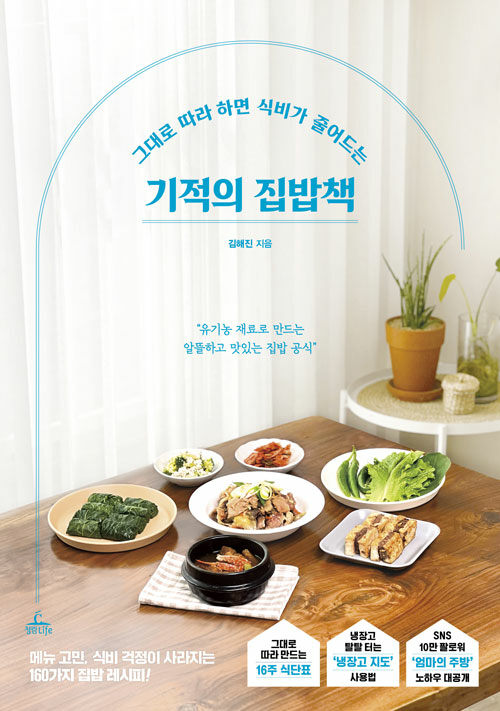 그대로 따라 하면 식비가 줄어드는
기적의 집밥책
김해진 지음
"유기농 재료로 만드는
알뜰하고 맛있는 집밥 공식"
청림Life
메뉴 고민, 식비 걱정이 사라지는
160가지 집밥 레시피!
그대로
따라 만드는
16주 식단표
냉장고
탈탈 터는
'냉장고 지도'
사용법
SNS
10만 팔로워
'엄마의 주방'
노하우 대공개